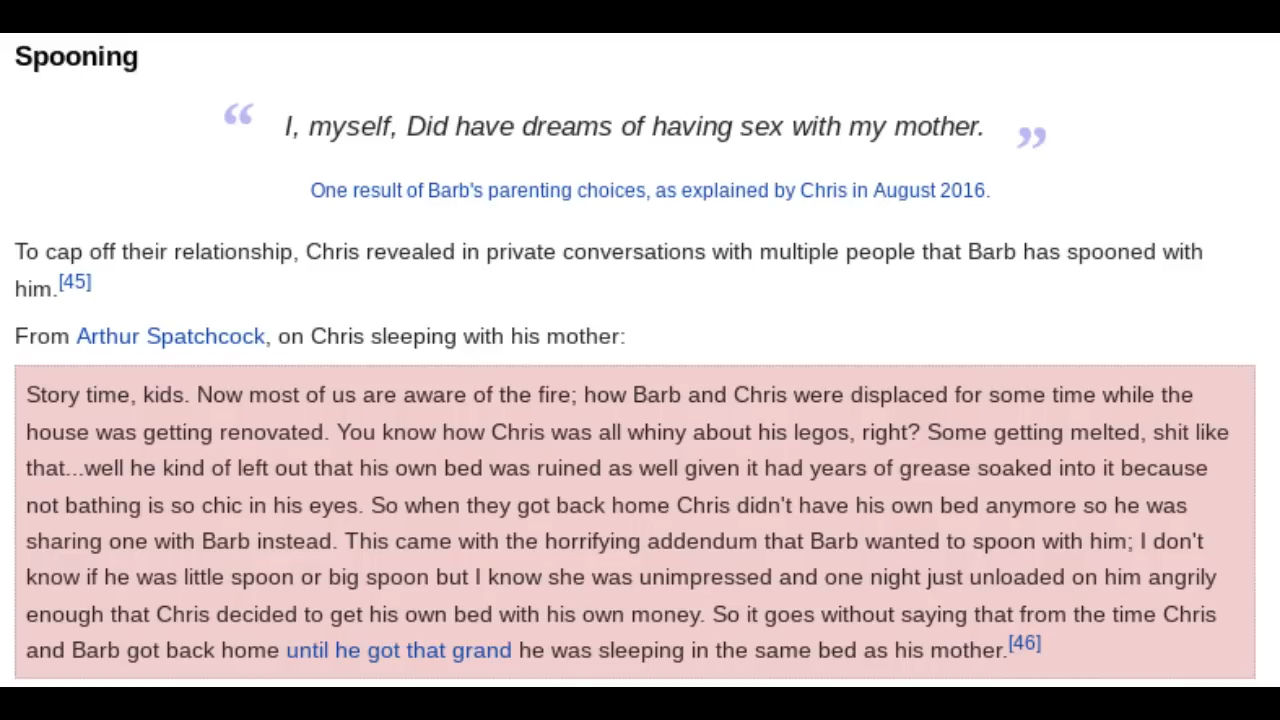 Spooning
“ I, myself, Did have dreams of having sex with my mother. ”
One result of Barb's parenting choices, as explained by Chris in August 2016.
To cap off their relationship, Chris revealed in private conversations with multiple people that Barb has spooned with
him.[45]
From Arthur Spatchcock, on Chris sleeping with his mother:
Story time, kids. Now most of us are aware of the fire; how Barb and Chris were displaced for some time while the
house was getting renovated. You know how Chris was all whiny about his legos, right? Some getting melted, shit like
that...well he kind of left out that his own bed was ruined as well given it had years of grease soaked into it because
not bathing is so chic in his eyes. So when they got back home Chris didn't have his own bed anymore so he was
sharing one with Barb instead. This came with the horrifying addendum that Barb wanted to spoon with him; I don't
know if he was little spoon or big spoon but I know she was unimpressed and one night just unloaded on him angrily
enough that Chris decided to get his own bed with his own money. So it goes without saying that from the time Chris
and Barb got back home until he got that grand he was sleeping in the same bed as his mother.[46]